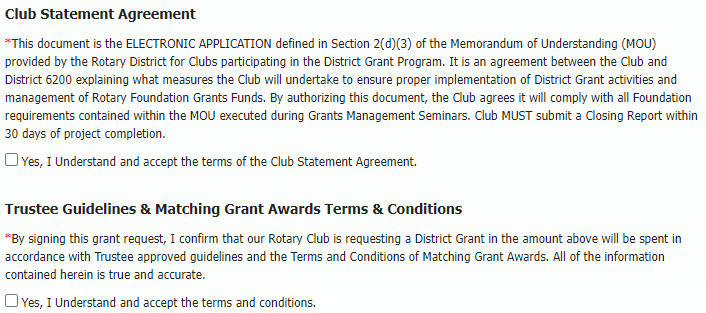 Club Statement Agreement
*This document is the ELECTRONIC APPLICATION defined in Section 2(d)(3) of the Memorandum of Understanding (MOU)
provided by the Rotary District for Clubs participating in the District Grant Program. It is an agreement between the Club and
District 6200 explaining what measures the Club will undertake to ensure proper implementation of District Grant activities and
management of Rotary Foundation Grants Funds. By authorizing this document, the Club agrees it will comply with all Foundation
requirements contained within the MOU executed during Grants Management Seminars. Club MUST submit a Closing Report within
30 days of project completion.
Yes, I Understand and accept the terms of the Club Statement Agreement.
Trustee Guidelines & Matching Grant Awards Terms & Conditions
*By signing this grant request, I confirm that our Rotary Club is requesting a District Grant in the amount above will be spent in
accordance with Trustee approved guidelines and the Terms and Conditions of Matching Grant Awards. All of the information
contained herein is true and accurate.
Yes, I Understand and accept the terms and conditions.